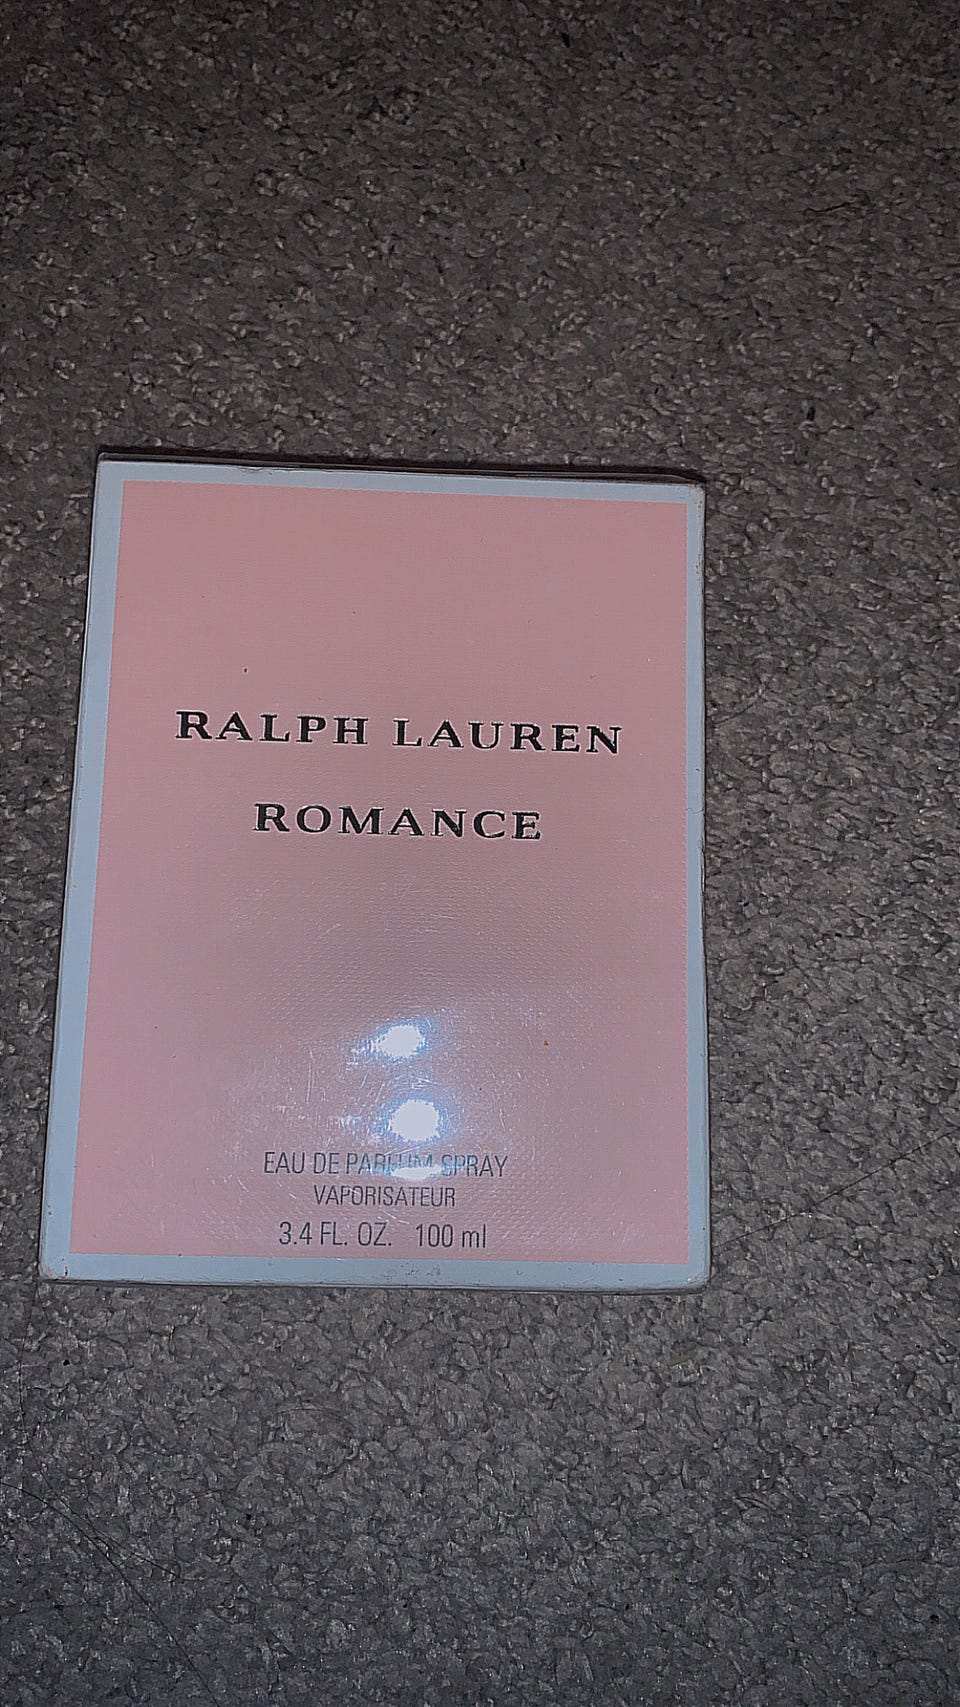 RALPH LAUREN
ROMANCE
EAU DE PARFUM SPRAY
VAPORISATEUR
3.4 FL. OZ. 100 ml